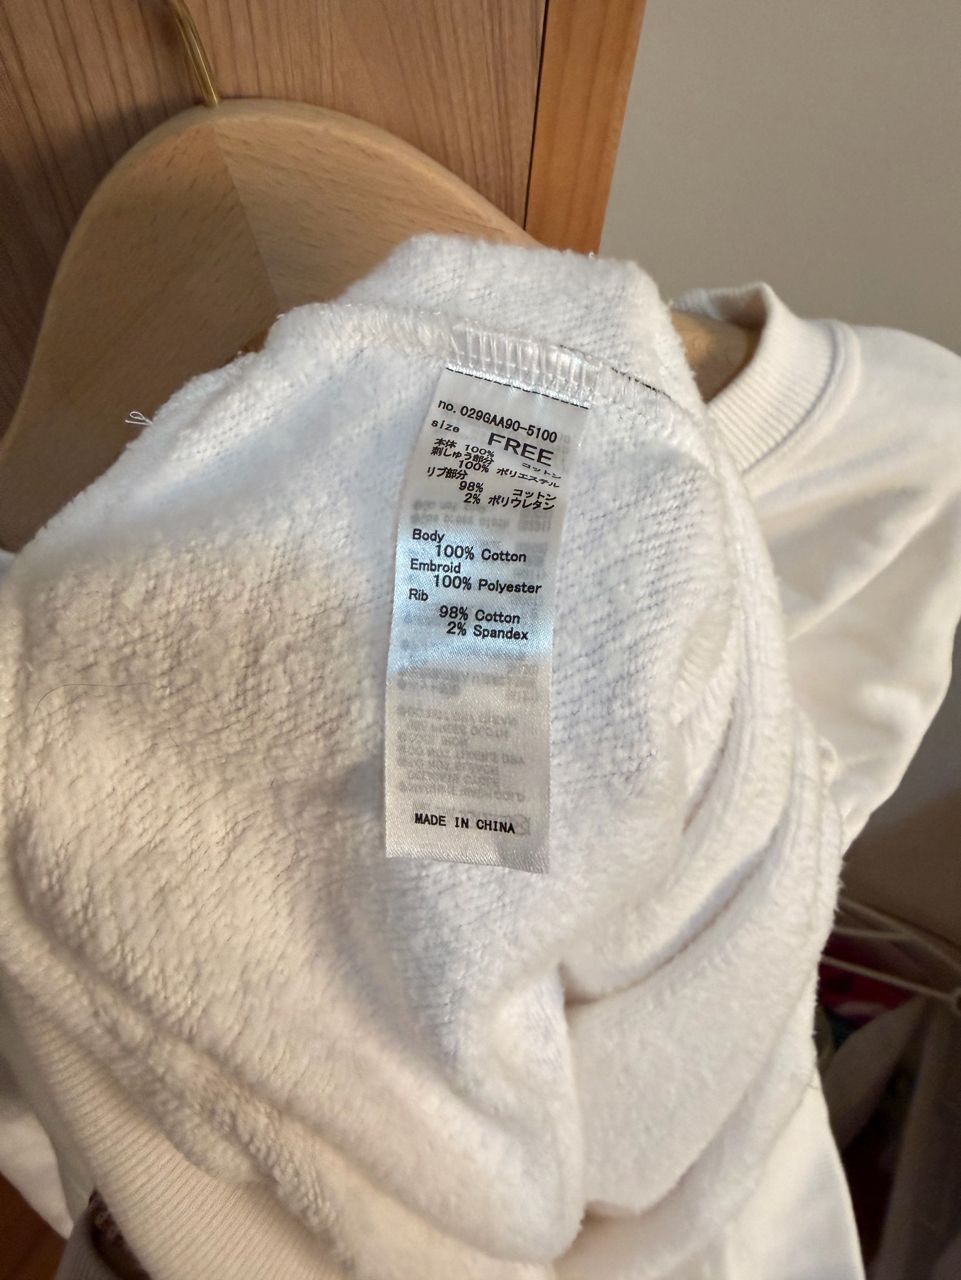 no. 029GAA90-5100
size FREE
本体 100% コットン
刺しゅう部分
100% ポリエステル
リブ部分
98% コットン
2% ポリウレタン
Body
100% Cotton
Embroid
100% Polyester
Rib
98% Cotton
2% Spandex
MADE IN CHINA